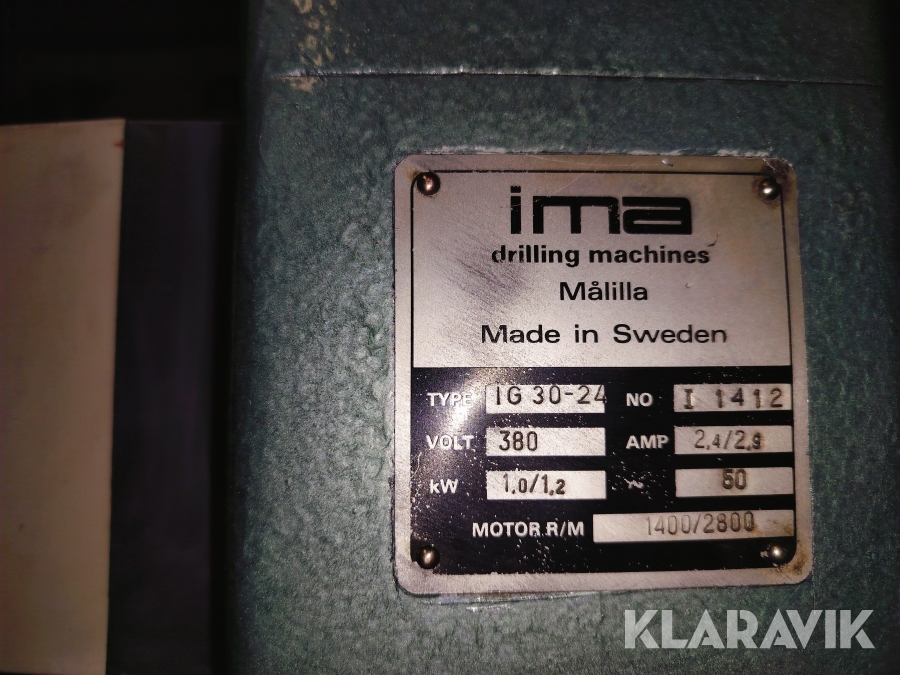 ima
drilling machines
Målilla
Made in Sweden
TYPE IG 30-24 NO I 1412
VOLT 380 AMP 2,4/2,9
kW 1,0/1,2 ~ 50
MOTOR R/M 1400/2800
KLARAVIK